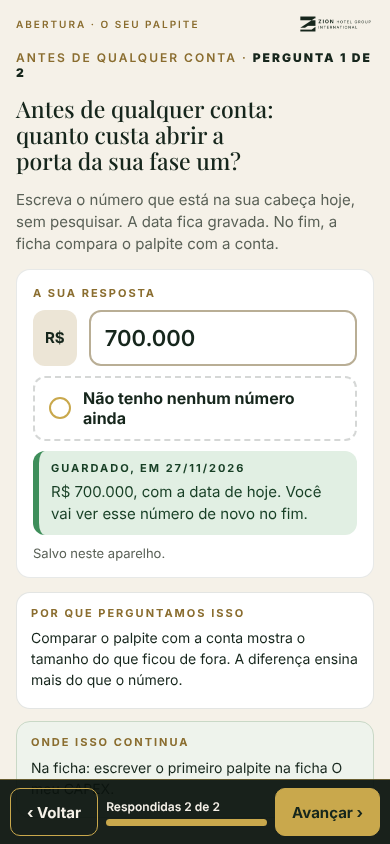 ABERTURA · O SEU PALPITE
ZION HOTEL GROUP
INTERNATIONAL
ANTES DE QUALQUER CONTA · PERGUNTA 1 DE
2
Antes de qualquer conta:
quanto custa abrir a
porta da sua fase um?
Escreva o número que está na sua cabeça hoje,
sem pesquisar. A data fica gravada. No fim, a
ficha compara o palpite com a conta.
A SUA RESPOSTA
R$
700.000
Não tenho nenhum número
ainda
GUARDADO, EM 27/11/2026
R$ 700.000, com a data de hoje. Você
vai ver esse número de novo no fim.
Salvo neste aparelho.
POR QUE PERGUNTAMOS ISSO
Comparar o palpite com a conta mostra o
tamanho do que ficou de fora. A diferença ensina
mais do que o número.
ONDE ISSO CONTINUA
Na ficha: escrever o primeiro palpite na ficha O
‹ Voltar
Respondidas 2 de 2
Avançar ›